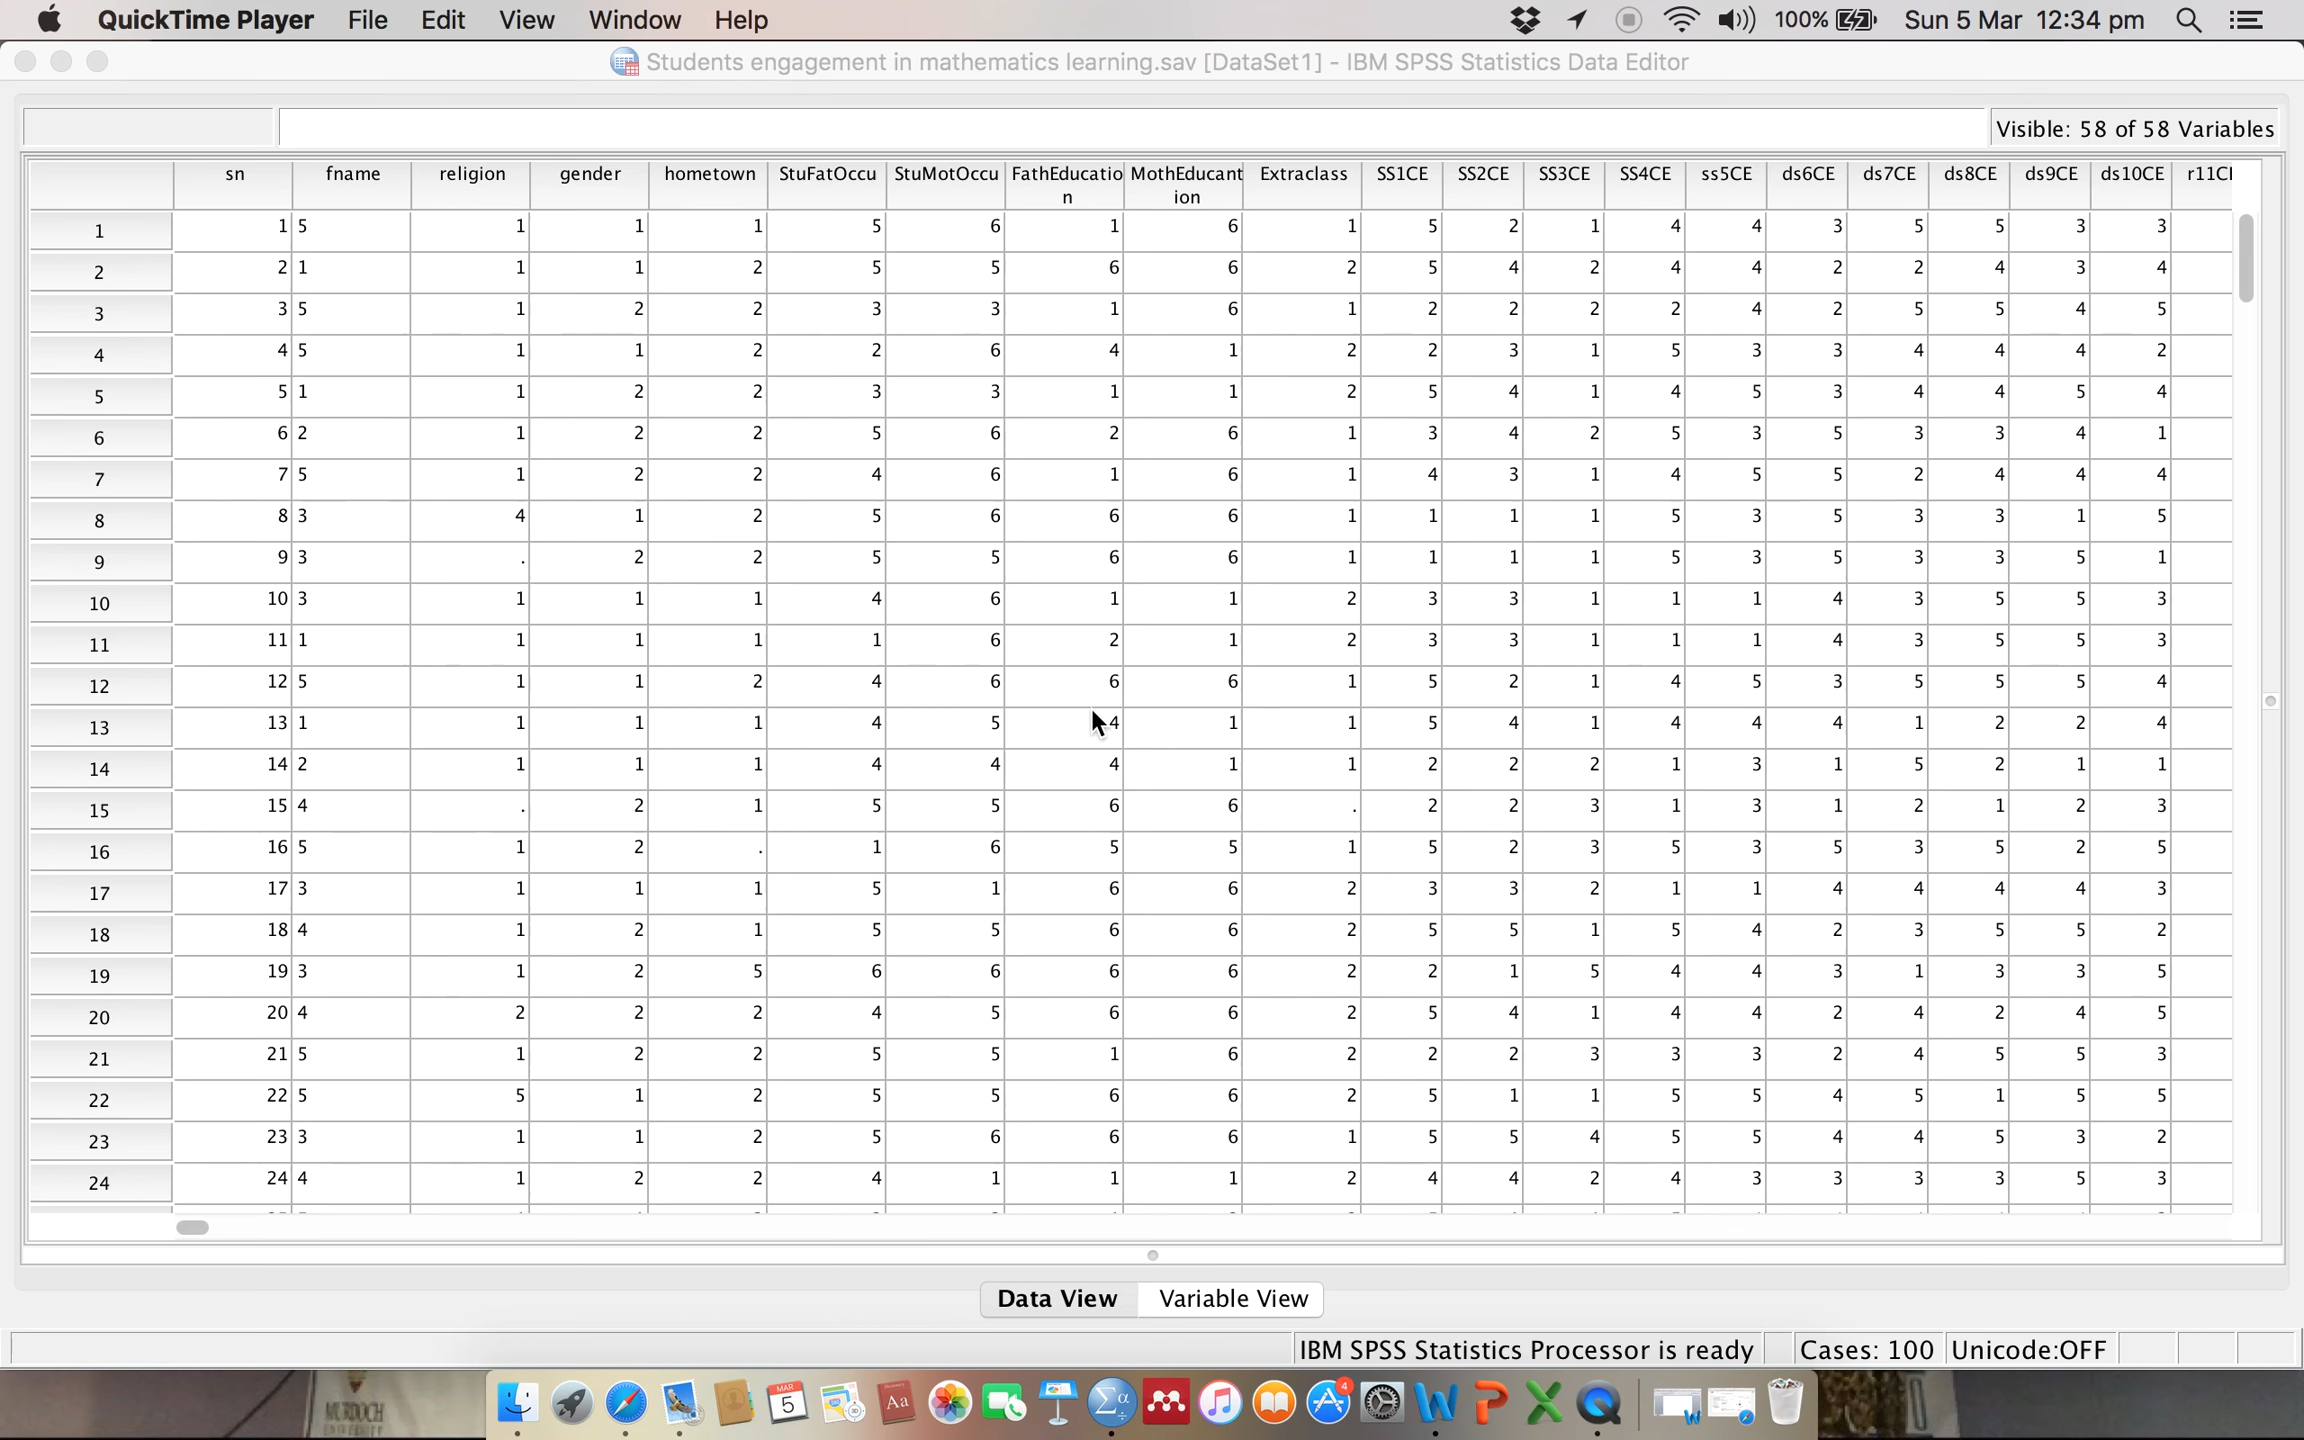 QuickTime Player File Edit View Window Help 100% Sun 5 Mar 12:34 pm
Students engagement in mathematics learning.sav [DataSet1] - IBM SPSS Statistics Data Editor
Visible: 58 of 58 Variables
sn fname religion gender hometown StuFatOccu StuMotOccu FathEducatio MothEducant Extraclass SS1CE SS2CE SS3CE SS4CE ss5CE ds6CE ds7CE ds8CE ds9CE ds10CE
n ion
1 1 5 1 1 1 5 6 1 6 1 5 2 1 4 4 3 5 5 3 3
2 2 1 1 1 2 5 5 6 6 2 5 4 2 4 4 2 2 4 3 4
3 3 5 1 2 2 3 3 1 6 1 2 2 2 2 4 2 5 5 4 5
4 4 5 1 1 2 2 6 4 1 2 2 3 1 5 3 3 4 4 4 2
5 5 1 1 2 2 3 3 1 1 2 5 4 1 4 5 3 4 4 5 4
6 6 2 1 2 2 5 6 2 6 1 3 4 2 5 3 5 3 3 4 1
7 7 5 1 2 2 4 6 1 6 1 4 3 1 4 5 5 2 4 4 4
8 8 3 4 1 2 5 6 6 6 1 1 1 1 5 3 5 3 3 1 5
9 9 3 . 2 2 5 5 6 6 1 1 1 1 5 3 5 3 3 5 1
10 10 3 1 1 1 4 6 1 1 2 3 3 1 1 1 4 3 5 5 3
11 11 1 1 1 1 1 6 2 1 2 3 3 1 1 1 4 3 5 5 3
12 12 5 1 1 2 4 6 6 6 1 5 2 1 4 5 3 5 5 5 4
13 13 1 1 1 1 4 5 4 1 1 5 4 1 4 4 4 1 2 2 4
14 14 2 1 1 1 4 4 4 1 1 2 2 2 1 3 1 5 2 1 1
15 15 4 . 2 1 5 5 6 6 . 2 2 3 1 3 1 2 1 2 3
16 16 5 1 2 . 1 6 5 5 1 5 2 3 5 3 5 3 5 2 5
17 17 3 1 1 1 5 1 6 6 2 3 3 2 1 1 4 4 4 4 3
18 18 4 1 2 1 5 5 6 6 2 5 5 1 5 4 2 3 5 5 2
19 19 3 1 2 5 6 6 6 6 2 2 1 5 4 4 3 1 3 3 5
20 20 4 2 2 2 4 5 6 6 2 5 4 1 4 4 2 4 2 4 5
21 21 5 1 2 2 5 5 1 6 2 2 2 3 3 3 2 4 5 5 3
22 22 5 5 1 2 5 5 6 6 2 5 1 1 5 5 4 5 1 5 5
23 23 3 1 1 2 5 6 6 6 1 5 5 4 5 5 4 4 5 3 2
24 24 4 1 2 2 4 1 1 1 2 4 4 2 4 3 3 3 3 5 3
Data View Variable View
IBM SPSS Statistics Processor is ready Cases: 100 Unicode:OFF
MURDOCH
MAR
5
Aa
4